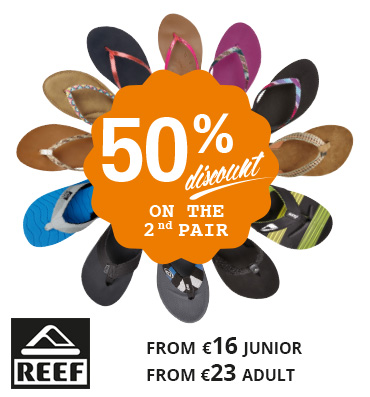 50%
discount
ON THE
2nd PAIR
REEF
FROM €16 JUNIOR
FROM €23 ADULT